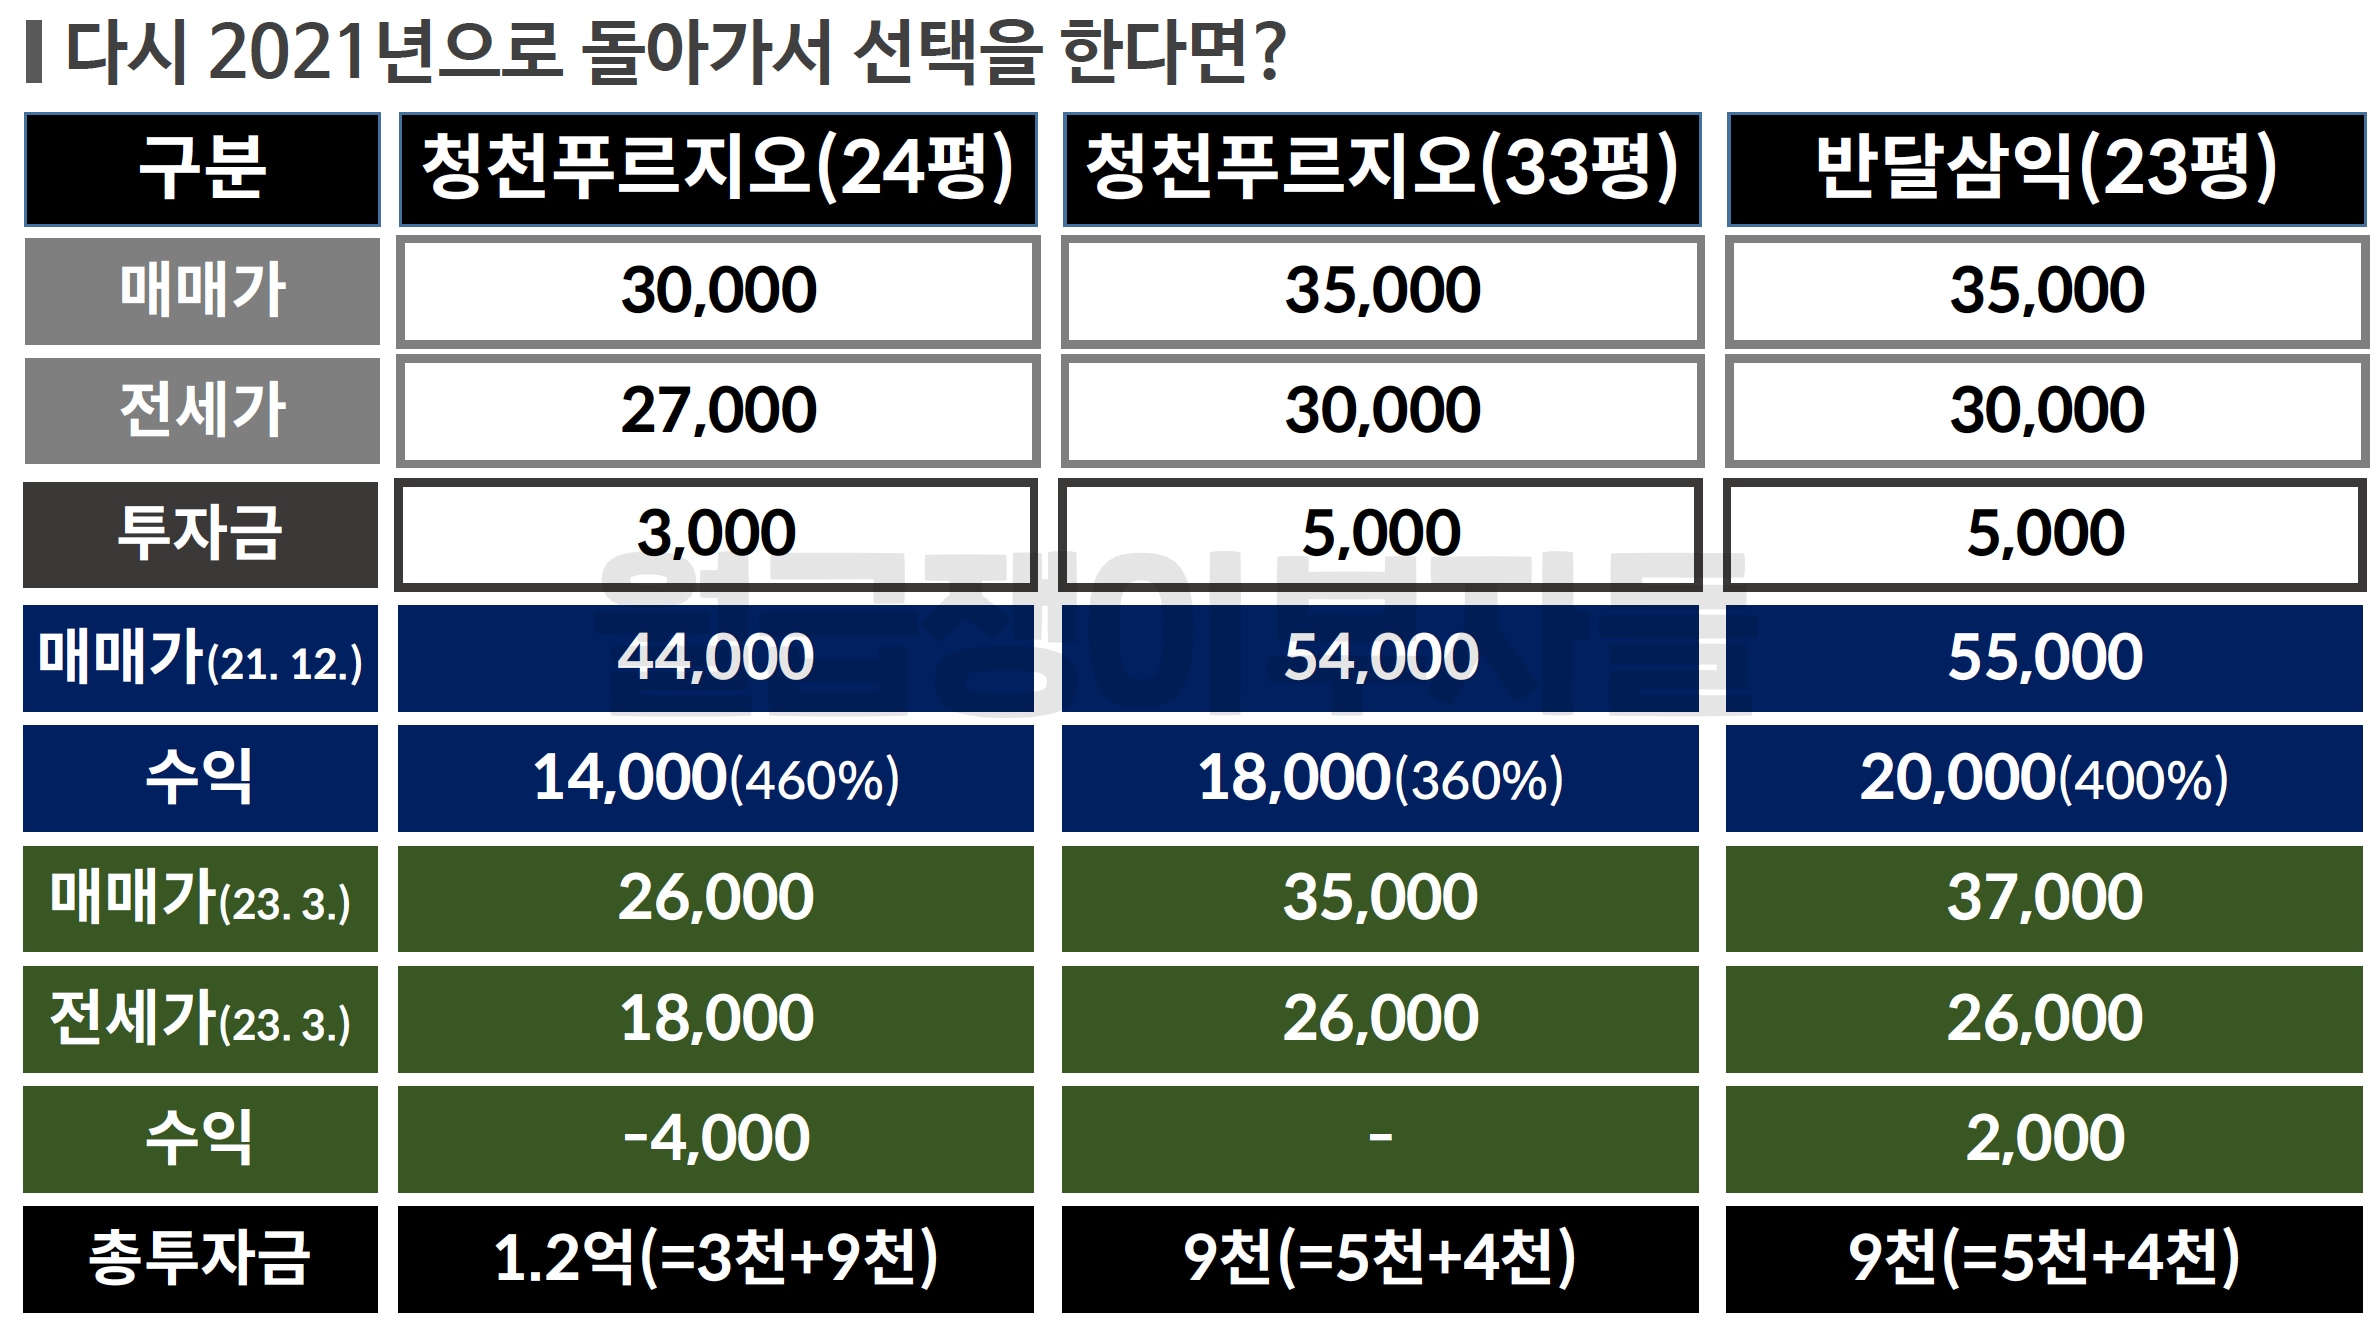 다시 2021년으로 돌아가서 선택을 한다면?
구분 청천푸르지오(24평) 청천푸르지오(33평) 반달삼익(23평)
매매가 30,000 35,000 35,000
전세가 27,000 30,000 30,000
투자금 3,000 5,000 5,000
월급쟁이부자들
매매가(21. 12.) 44,000 54,000 55,000
수익 14,000(460%) 18,000(360%) 20,000(400%)
매매가(23. 3.) 26,000 35,000 37,000
전세가(23. 3.) 18,000 26,000 26,000
수익 -4,000 - 2,000
총투자금 1.2억(=3천+9천) 9천(=5천+4천) 9천(=5천+4천)